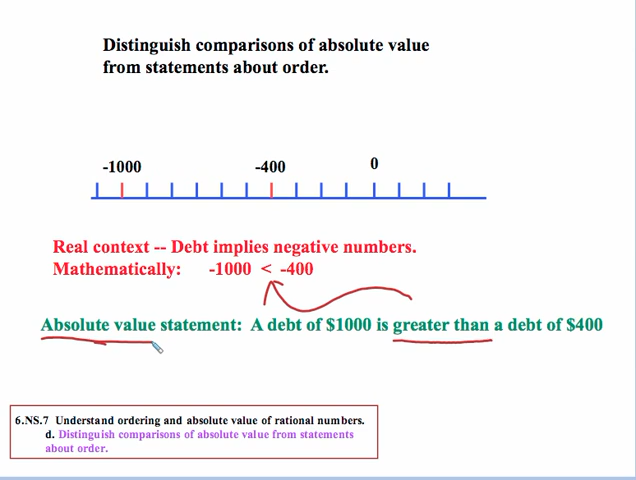 Distinguish comparisons of absolute value
from statements about order.
-1000 -400 0
Real context -- Debt implies negative numbers.
Mathematically: -1000 < -400
Absolute value statement: A debt of $1000 is greater than a debt of $400
6.NS.7 Understand ordering and absolute value of rational numbers.
d. Distinguish comparisons of absolute value from statements
about order.